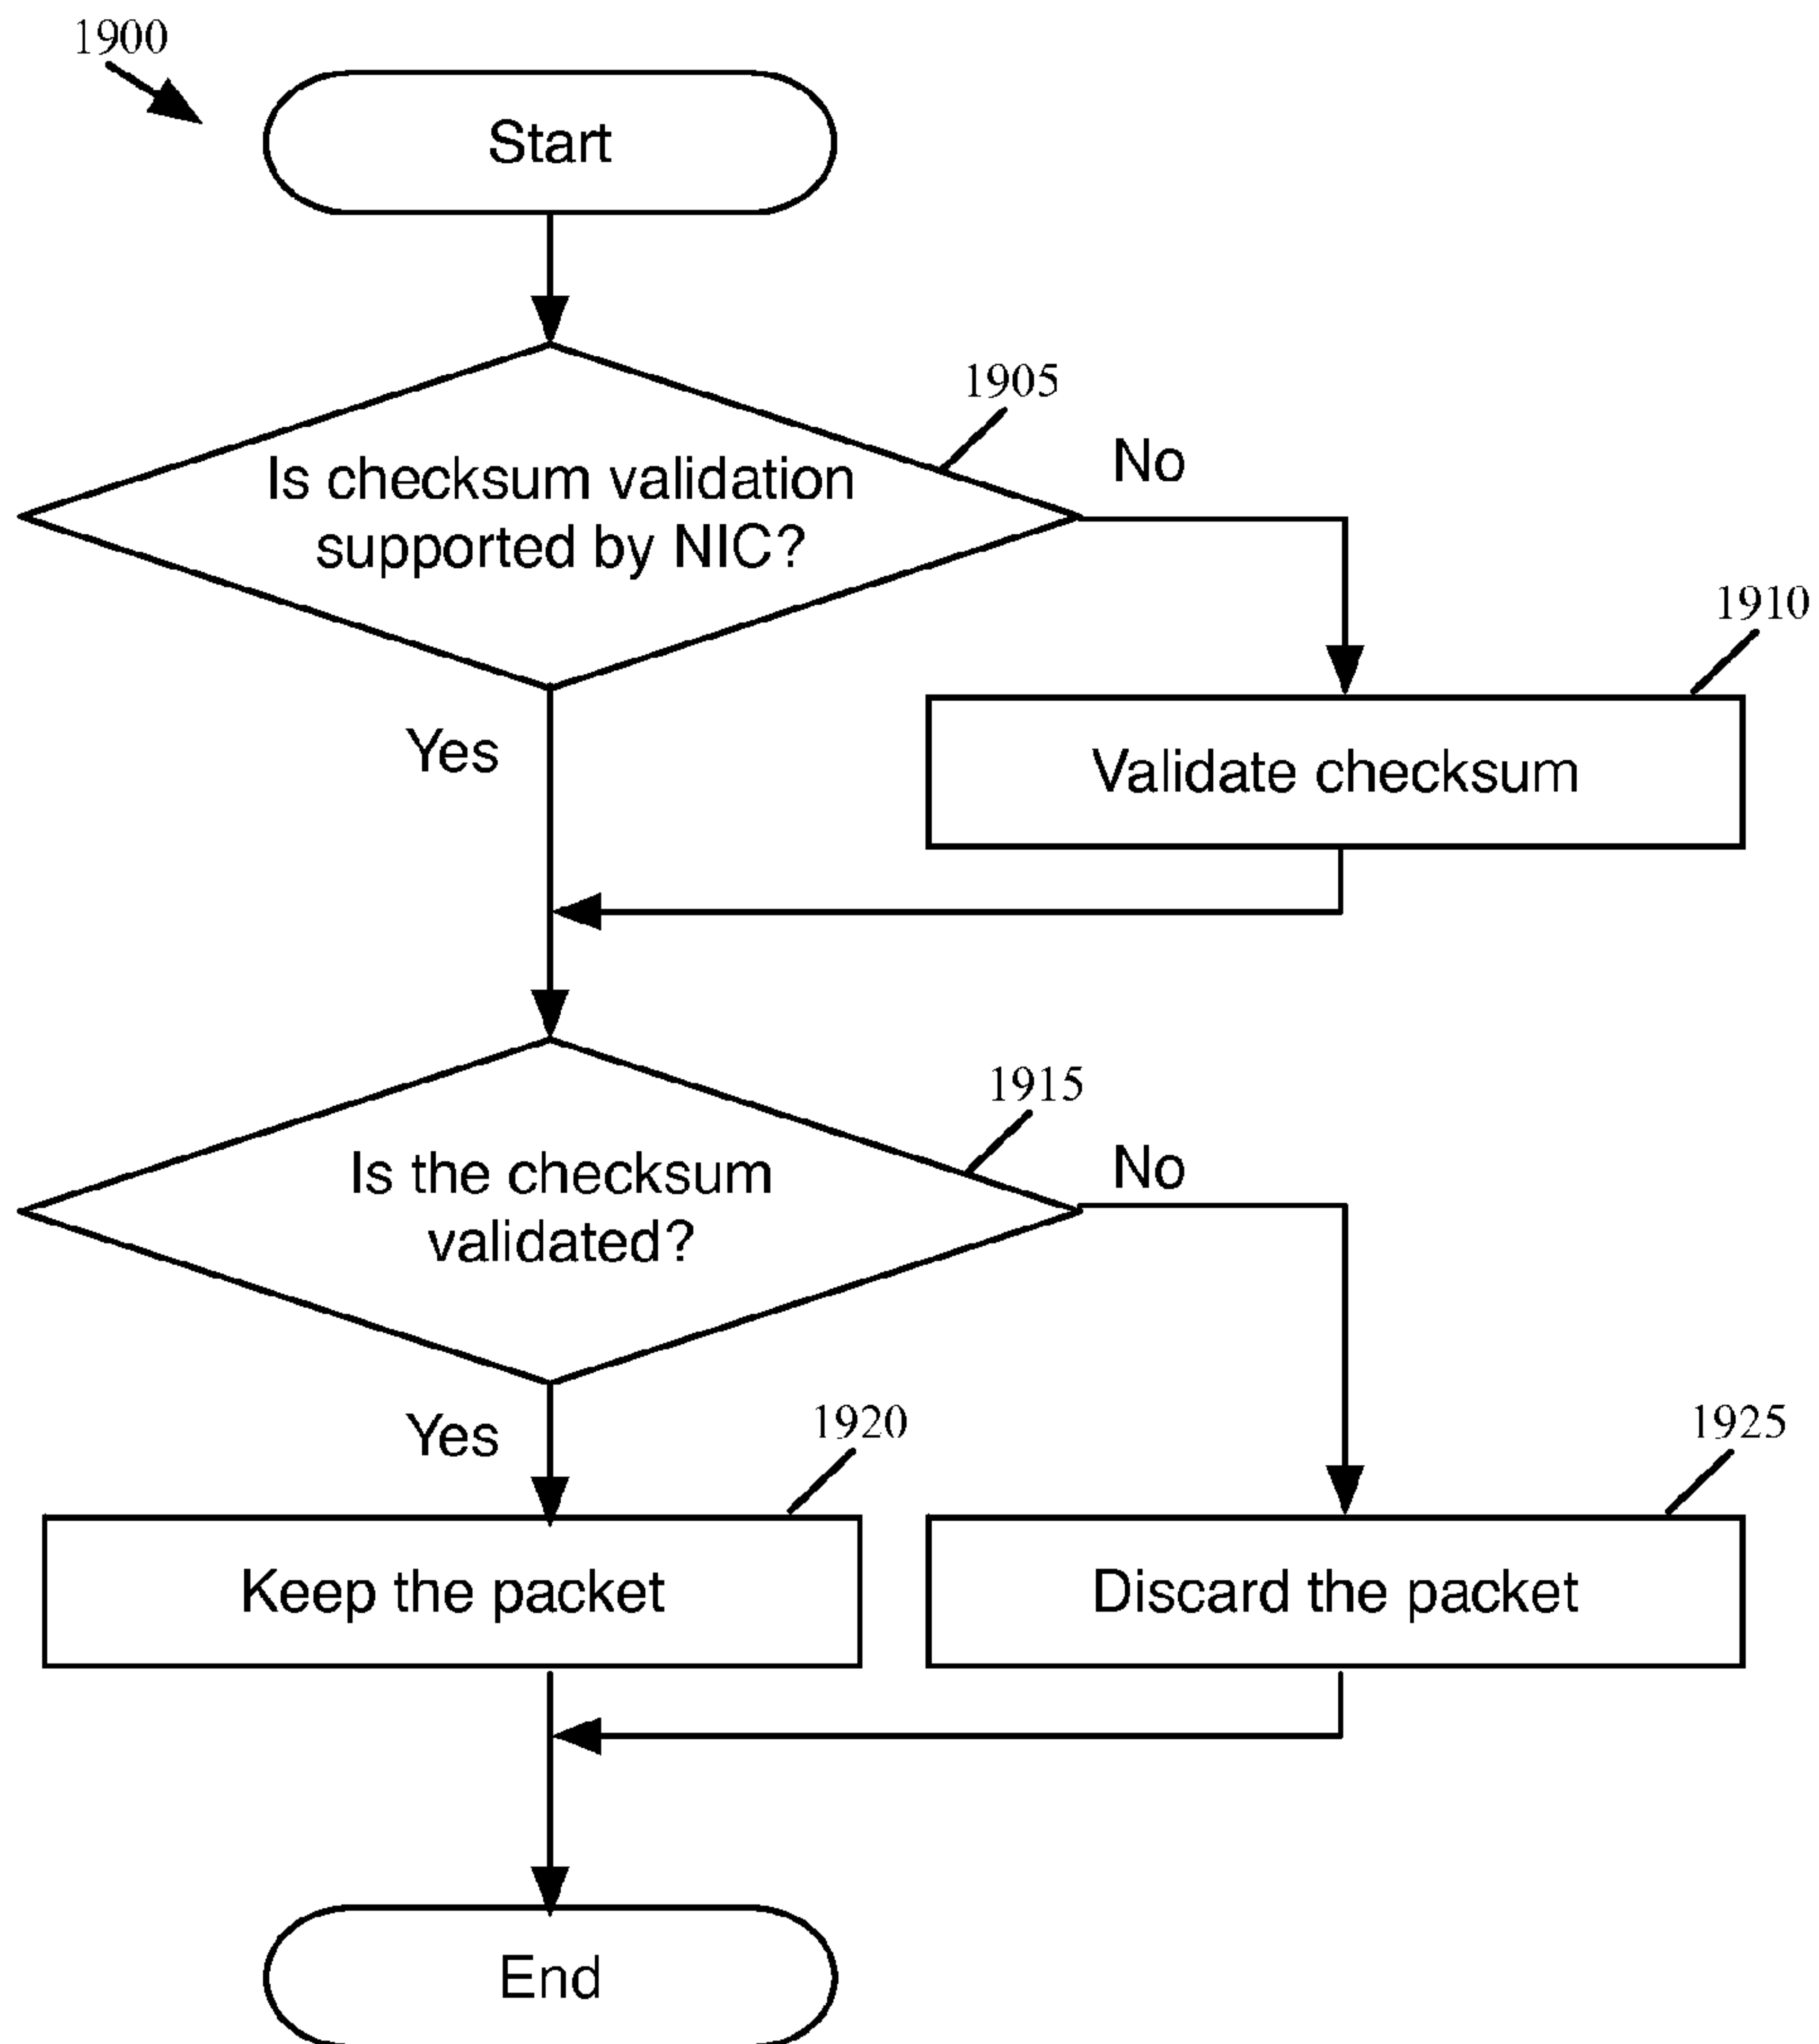 1900
Start
1905
Is checksum validation
supported by NIC?
No
1910
Yes
Validate checksum
1915
Is the checksum
validated?
No
Yes
1920
1925
Keep the packet
Discard the packet
End